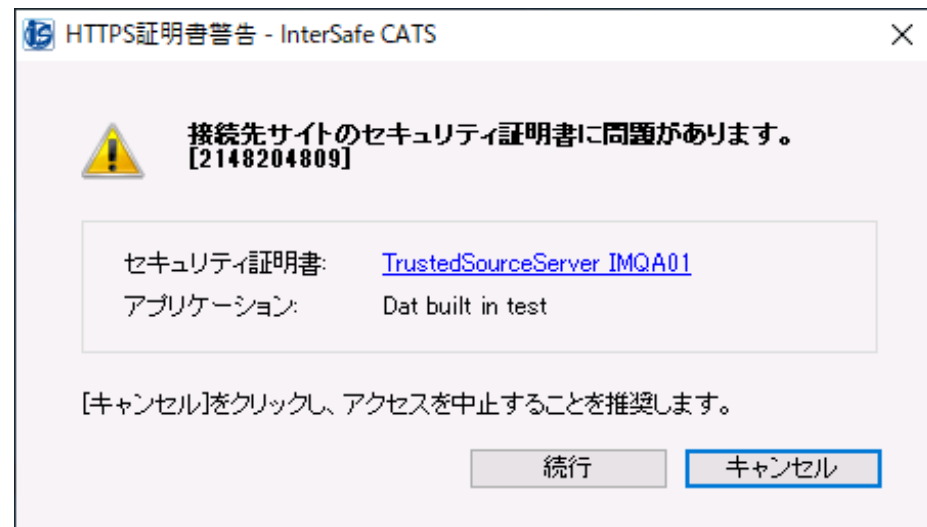 HTTPS証明書警告 - InterSafe CATS
接続先サイトのセキュリティ証明書に問題があります。
[2148204809]
セキュリティ証明書: TrustedSourceServer_IMQA01
アプリケーション: Dat built in test
[キャンセル]をクリックし、アクセスを中止することを推奨します。
続行 キャンセル